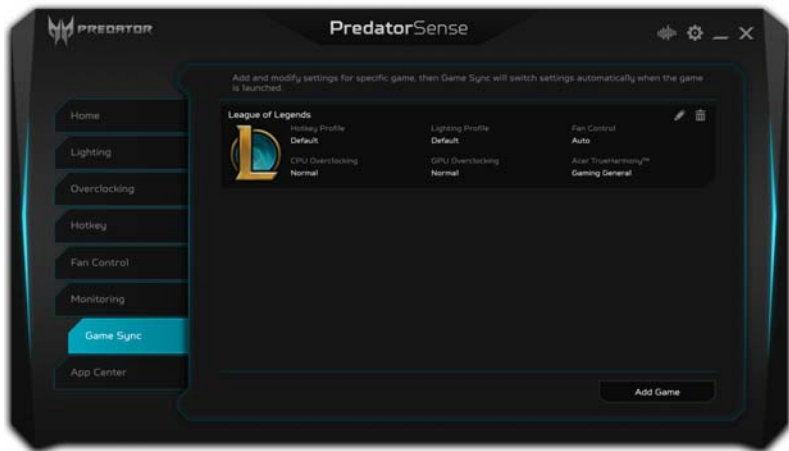 PREDATOR
PredatorSense
Add and modify settings for specific game, then Game Sync will switch settings automatically when the game
is launched.
Home
Lighting
Overclocking
Hotkey
Fan Control
Monitoring
Game Sync
App Center
League of Legends
Hotkey Profile
Default
Lighting Profile
Default
Fan Control
Auto
CPU Overclocking
Normal
GPU Overclocking
Normal
Acer TrueHarmony™
Gaming General
Add Game